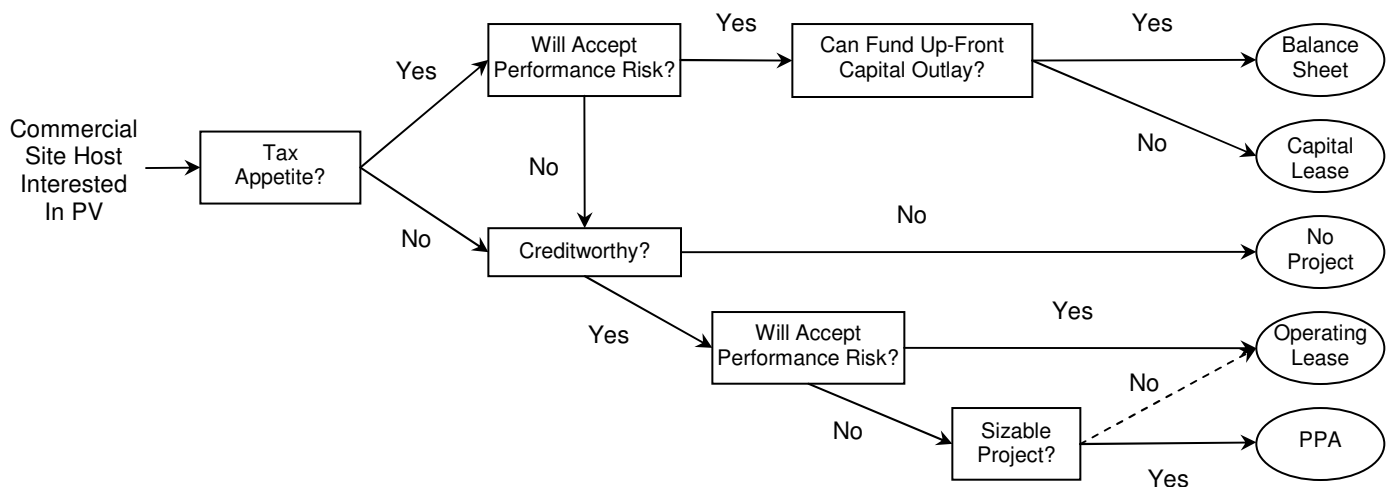 Commercial
Site Host
Interested
In PV
Tax
Appetite?
Yes
No
Will Accept
Performance Risk?
Yes
No
Can Fund Up-Front
Capital Outlay?
Yes
No
Balance
Sheet
Capital
Lease
Creditworthy?
No
Yes
No
Project
Will Accept
Performance Risk?
Yes
No
Operating
Lease
Sizable
Project?
No
Yes
PPA